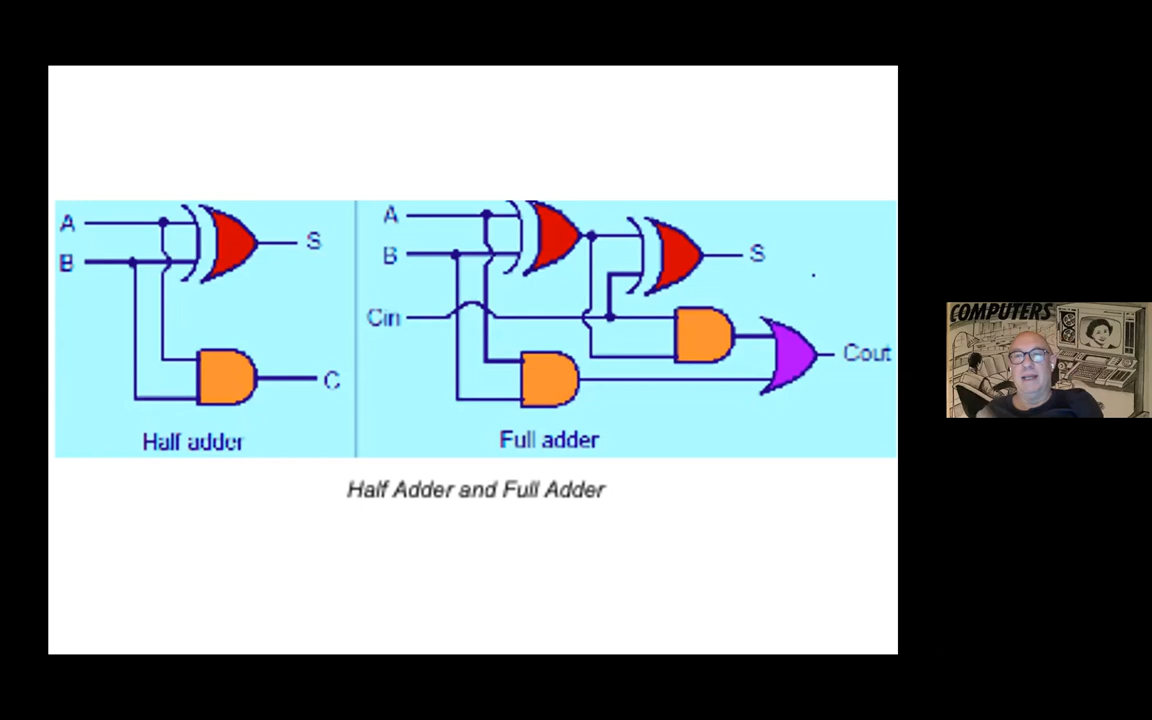 A
B
S
C
Half adder
A
B
Cin
S
Cout
Full adder
Half Adder and Full Adder
COMPUTERS